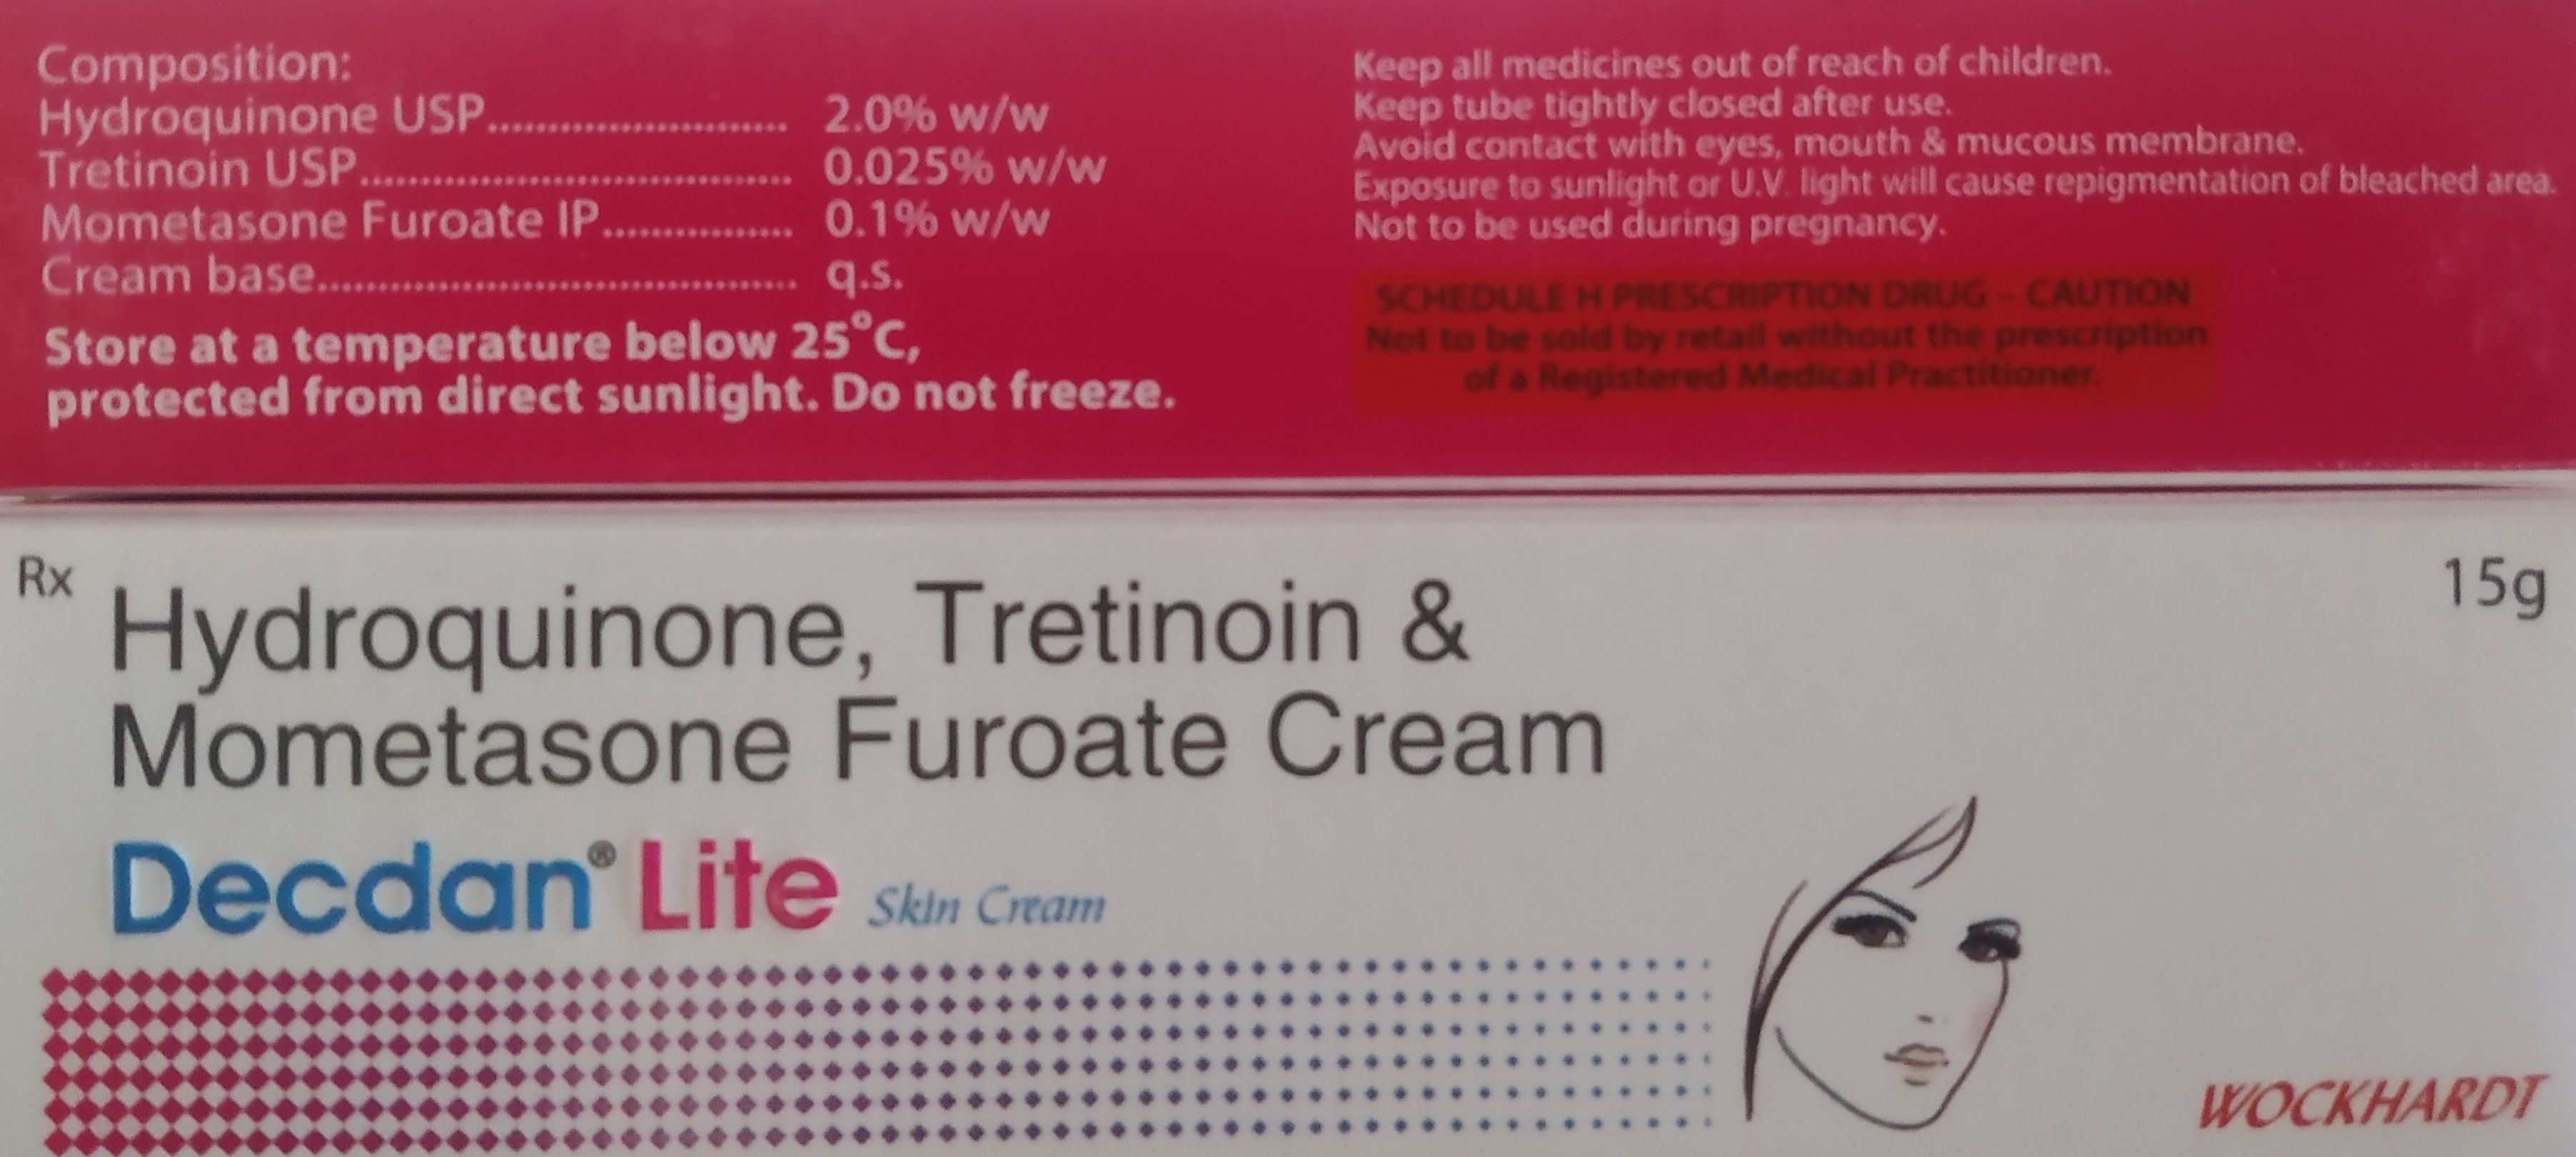 Composition:
Hydroquinone USP......................... 2.0% w/w
Tretinoin USP.................................... 0.025% w/w
Mometasone Furoate IP................ 0.1% w/w
Cream base........................................ q.s.
Store at a temperature below 25°C,
protected from direct sunlight. Do not freeze.
Keep all medicines out of reach of children.
Keep tube tightly closed after use.
Avoid contact with eyes, mouth & mucous membrane.
Exposure to sunlight or U.V. light will cause repigmentation of bleached area.
Not to be used during pregnancy.
SCHEDULE H PRESCRIPTION DRUG – CAUTION
Not to be sold by retail without the prescription
of a Registered Medical Practitioner.
Rx
15g
Hydroquinone, Tretinoin &
Mometasone Furoate Cream
Decdan® Lite Skin Cream
WOCKHARDT